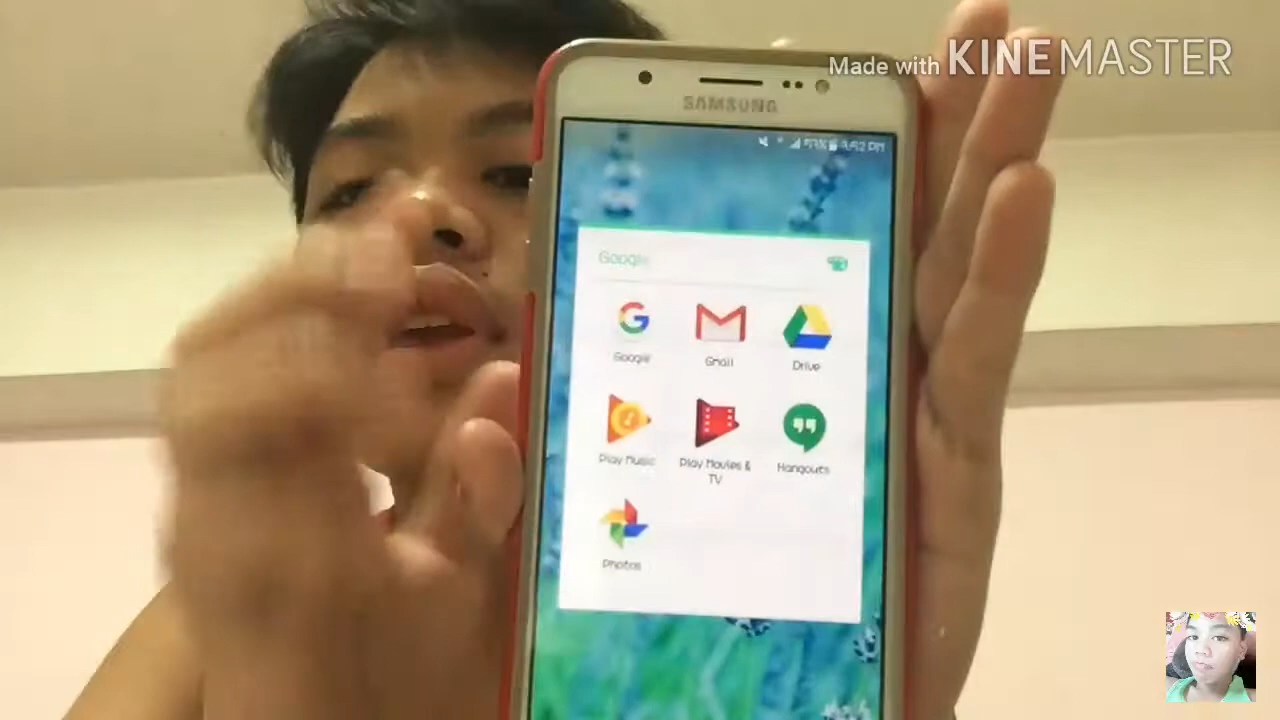 Made with KINEMASTER
SAMSUNG
Google
Google Gmail Drive
Play Music Play Movies & TV Hangouts
Photos